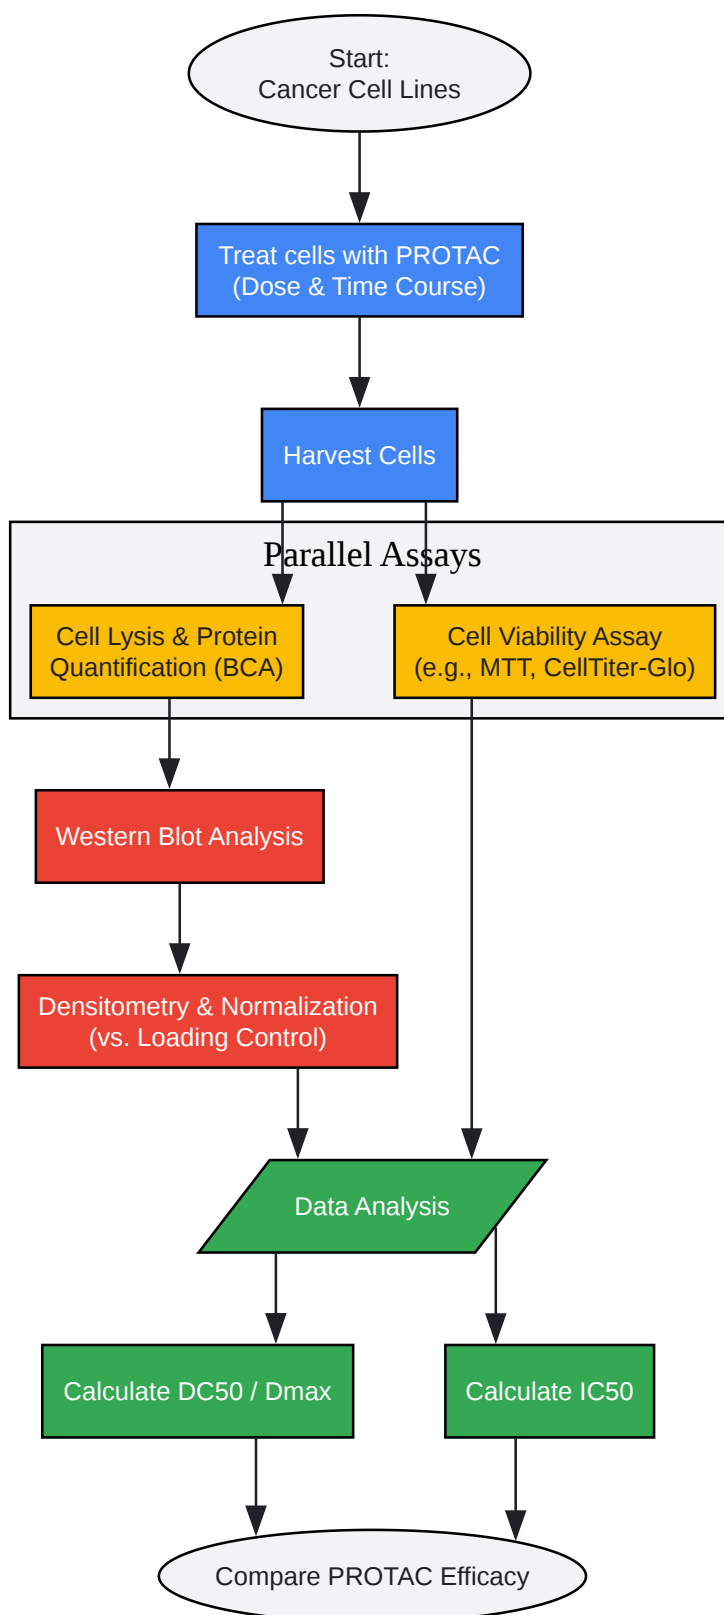 Start:
Cancer Cell Lines
Treat cells with PROTAC
(Dose & Time Course)
Harvest Cells
Parallel Assays
Cell Lysis & Protein
Quantification (BCA)
Cell Viability Assay
(e.g., MTT, CellTiter-Glo)
Western Blot Analysis
Densitometry & Normalization
(vs. Loading Control)
Data Analysis
Calculate DC50 / Dmax
Calculate IC50
Compare PROTAC Efficacy